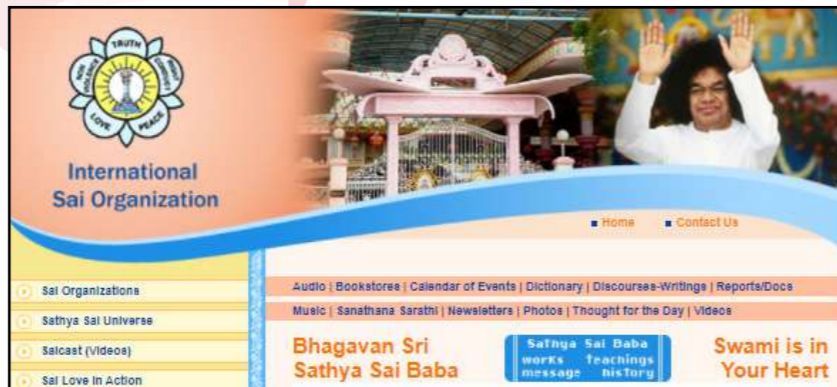 TRUTH
NON VIOLENCE
RIGHT CONDUCT
LOVE
PEACE
International
Sai Organization
Home
Contact Us
Sai Organizations
Sathya Sai Universe
Saicast (Videos)
Sai Love in Action
Audio | Bookstores | Calendar of Events | Dictionary | Discourses-Writings | Reports/Docs
Music | Sanathana Sarathi | Newsletters | Photos | Thought for the Day | Videos
Bhagavan Sri
Sathya Sai Baba
Sathya Sai Baba
works teachings
message history
Swami is in
Your Heart